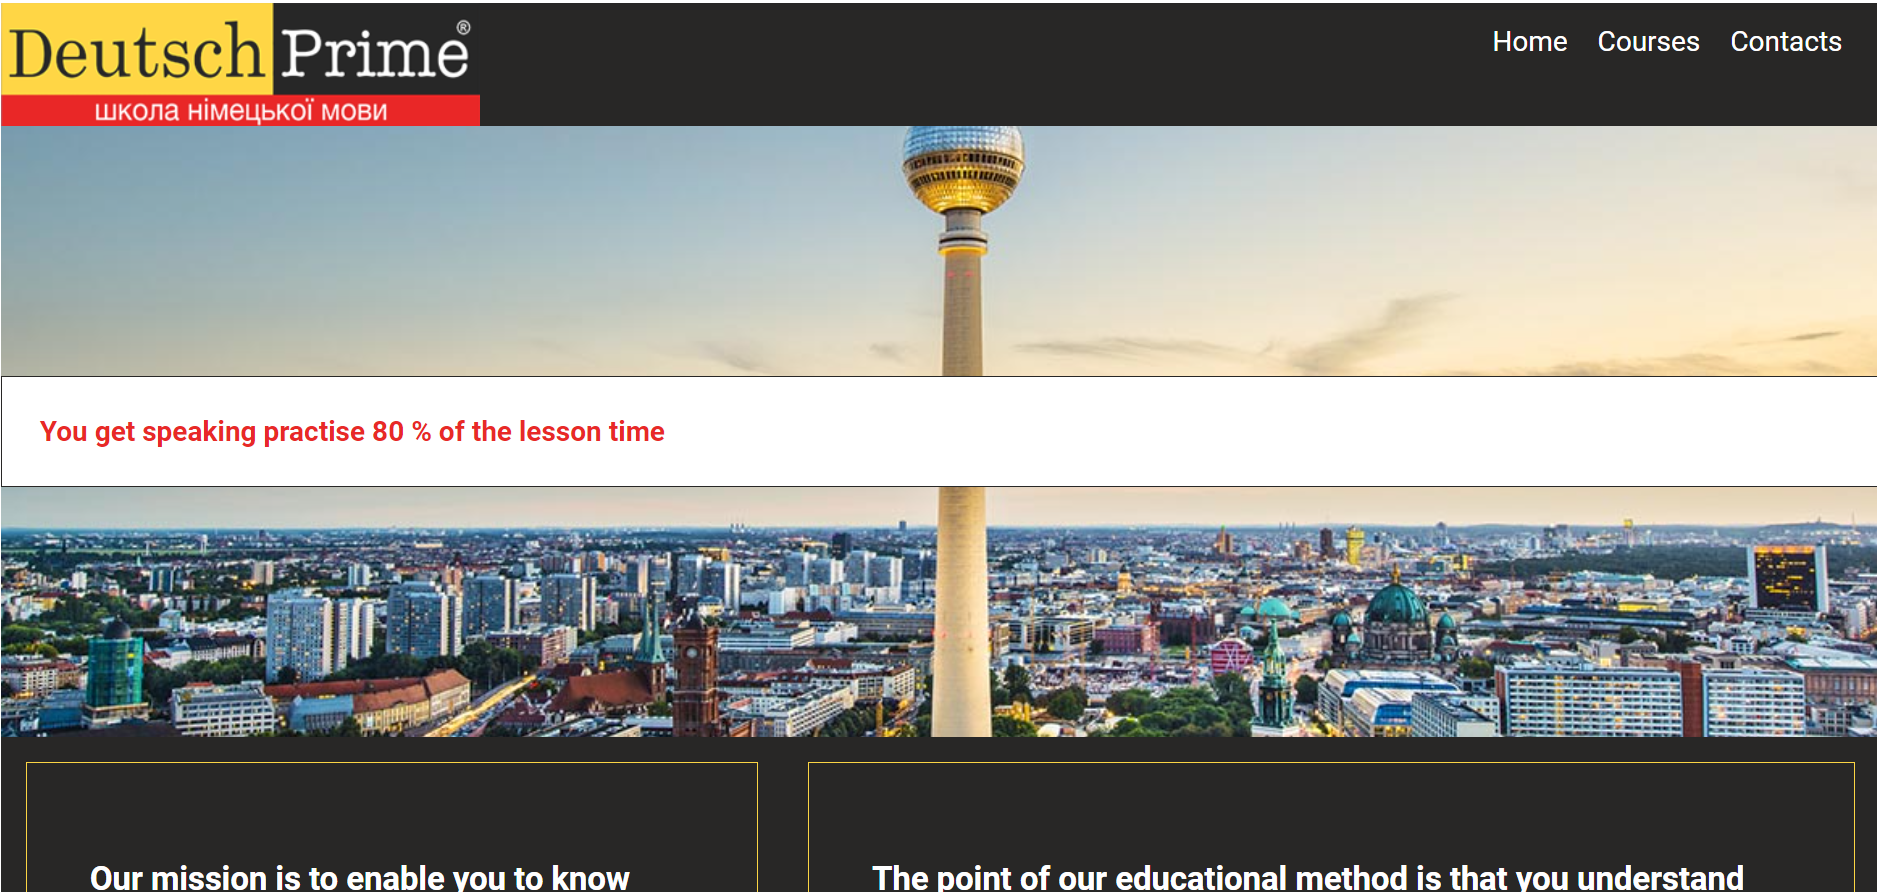 Deutsch Prime®
школа німецької мови
Home Courses Contacts
You get speaking practise 80 % of the lesson time
Our mission is to enable you to know
The point of our educational method is that you understand